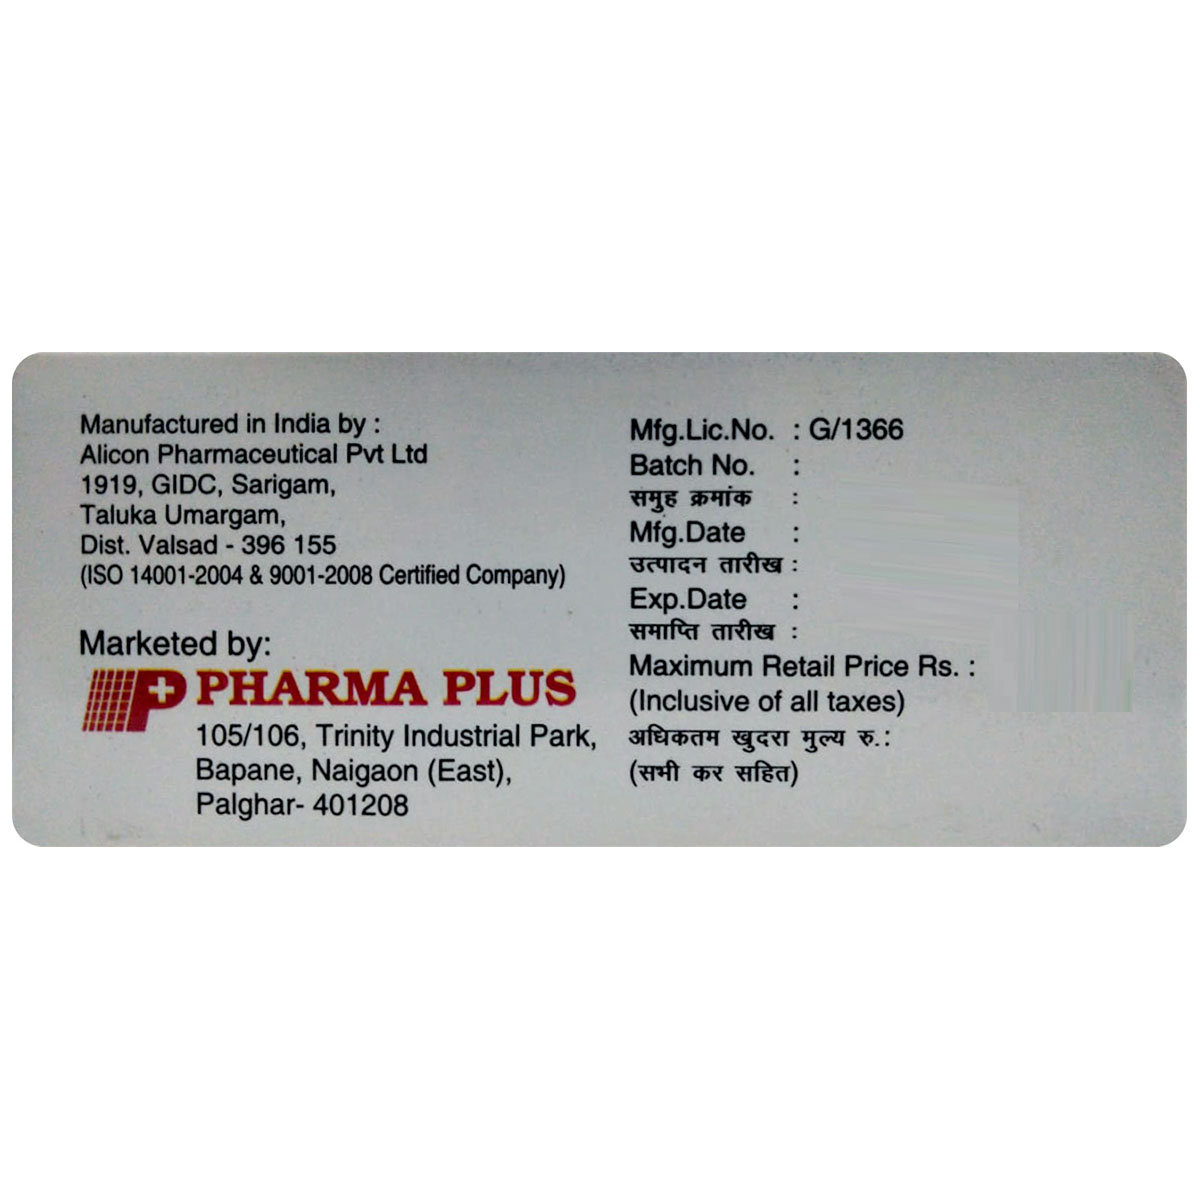 Manufactured in India by :
Alicon Pharmaceutical Pvt Ltd
1919, GIDC, Sarigam,
Taluka Umargam,
Dist. Valsad - 396 155
(ISO 14001-2004 & 9001-2008 Certified Company)
Marketed by:
PHARMA PLUS
105/106, Trinity Industrial Park,
Bapane, Naigaon (East),
Palghar- 401208
Mfg.Lic.No. : G/1366
Batch No. :
समुह क्रमांक :
Mfg.Date :
उत्पादन तारीख :
Exp.Date :
समाप्ति तारीख :
Maximum Retail Price Rs. :
(Inclusive of all taxes)
अधिकतम खुदरा मुल्य रु.:
(सभी कर सहित)